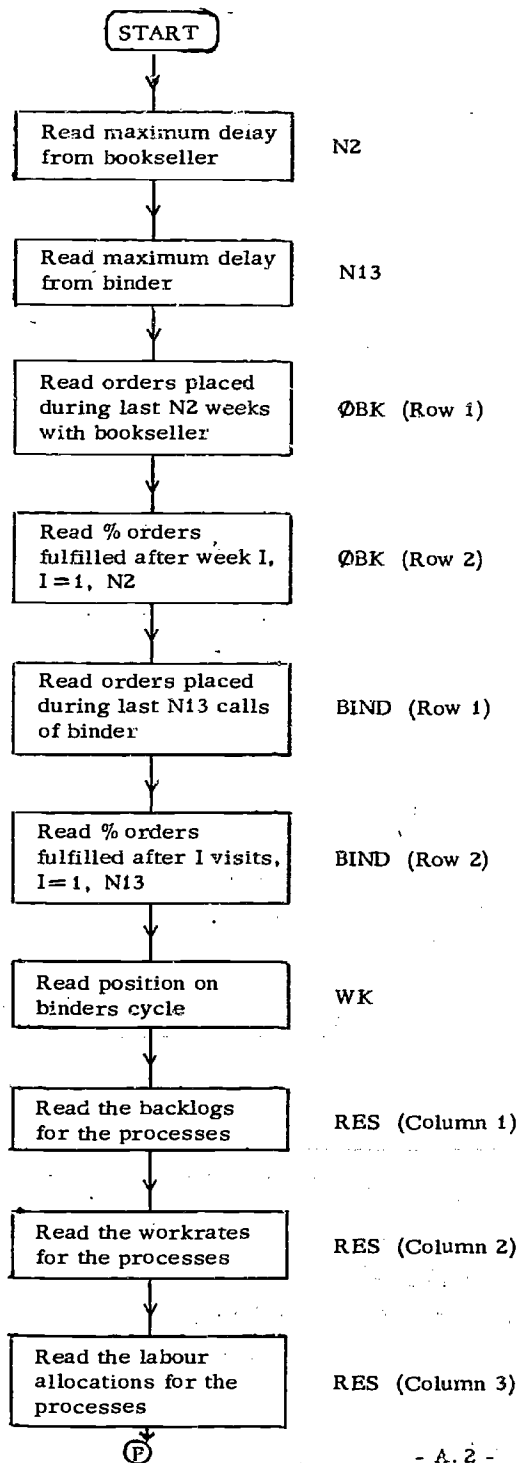 START
Read maximum delay
from bookseller
N2
Read maximum delay
from binder
N13
Read orders placed
during last N2 weeks
with bookseller
ØBK (Row 1)
Read % orders
fulfilled after week I,
I = 1, N2
ØBK (Row 2)
Read orders placed
during last N13 calls
of binder
BIND (Row 1)
Read % orders
fulfilled after I visits,
I = 1, N13
BIND (Row 2)
Read position on
binders cycle
WK
Read the backlogs
for the processes
RES (Column 1)
Read the workrates
for the processes
RES (Column 2)
Read the labour
allocations for the
processes
RES (Column 3)
P
- A.2 -